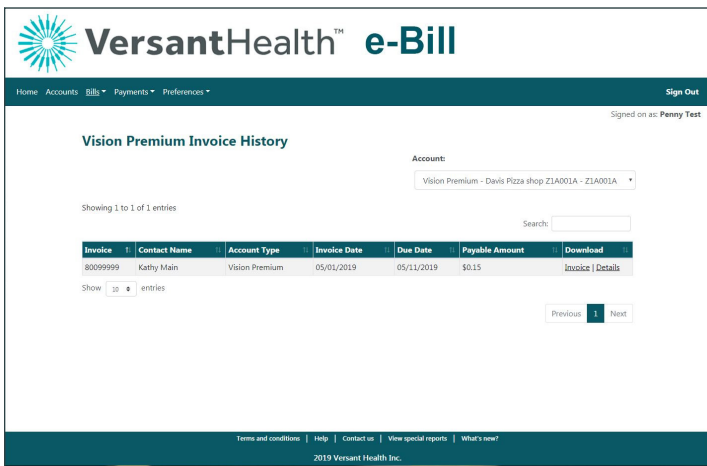 VersantHealth™ e-Bill
Home Accounts Bills Payments Preferences Sign Out
Signed on as: Penny Test
Vision Premium Invoice History
Account:
Vision Premium - Davis Pizza shop Z1A001A - Z1A001A
Showing 1 to 1 of 1 entries
Search:
Invoice Contact Name Account Type Invoice Date Due Date Payable Amount Download
80099999 Kathy Main Vision Premium 05/01/2019 05/11/2019 $0.15 Invoice | Details
Show 10 entries
Previous 1 Next
Terms and conditions | Help | Contact us | View special reports | What's new?
2019 Versant Health Inc.